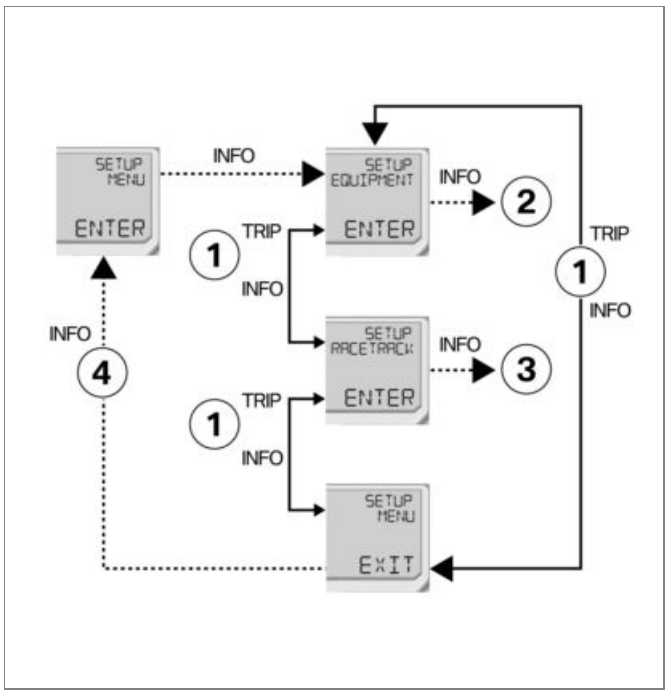 SETUP
MENU
ENTER
INFO
SETUP
EQUIPMENT
ENTER
INFO
2
TRIP
1
INFO
TRIP
1
INFO
SETUP
RACETRACK
ENTER
INFO
3
INFO
4
TRIP
1
INFO
SETUP
MENU
EXIT